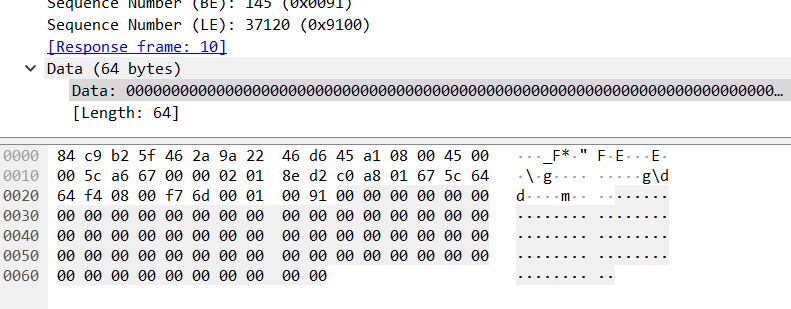 Sequence Number (BE): 145 (0x0091)
Sequence Number (LE): 37120 (0x9100)
[Response frame: 10]
Data (64 bytes)
Data: 000000000000000000000000000000000000000000000000000000000000000000000000000…
[Length: 64]
0000 84 c9 b2 5f 46 2a 9a 22 46 d6 45 a1 08 00 45 00 ···_F*·" F·E···E·
0010 00 5c a6 67 00 00 02 01 8e d2 c0 a8 01 67 5c 64 ·\·g···· ·····g\d
0020 64 f4 08 00 f7 6d 00 01 00 91 00 00 00 00 00 00 d····m·· ········
0030 00 00 00 00 00 00 00 00 00 00 00 00 00 00 00 00 ········ ········
0040 00 00 00 00 00 00 00 00 00 00 00 00 00 00 00 00 ········ ········
0050 00 00 00 00 00 00 00 00 00 00 00 00 00 00 00 00 ········ ········
0060 00 00 00 00 00 00 00 00 00 00 ········ ··